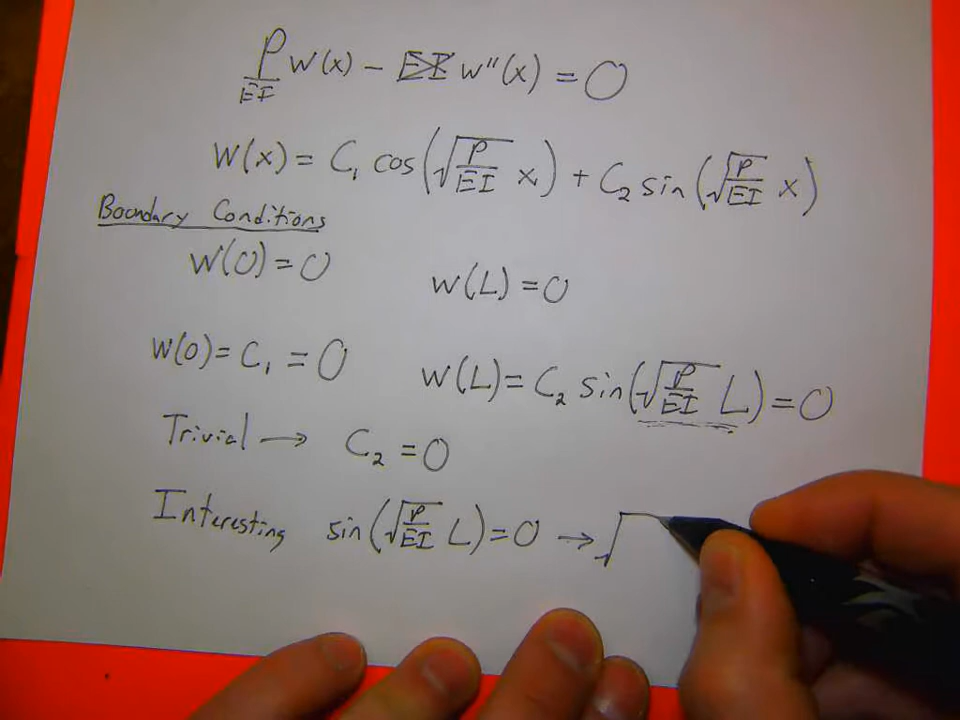 P/EI W(x) - EI w''(x) = 0
W(x) = C₁ cos(√(P/EI) x) + C₂ sin(√(P/EI) x)
Boundary Conditions
W(0) = 0 w(L) = 0
W(0) = C₁ = 0 w(L) = C₂ sin(√(P/EI) L) = 0
Trivial → C₂ = 0
Interesting sin(√(P/EI) L) = 0 → √